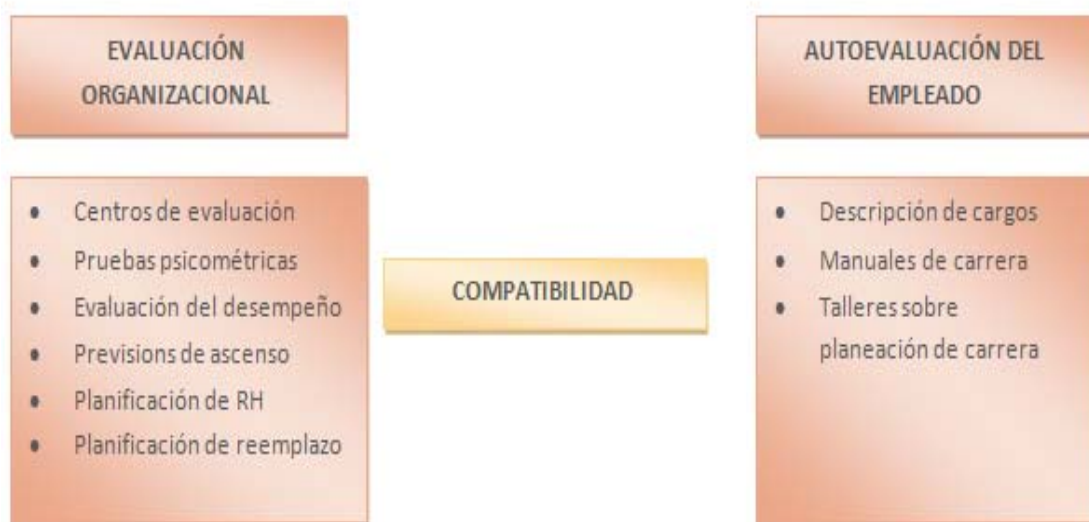 EVALUACIÓN
ORGANIZACIONAL
• Centros de evaluación
• Pruebas psicométricas
• Evaluación del desempeño
• Previsions de ascenso
• Planificación de RH
• Planificación de reemplazo
COMPATIBILIDAD
AUTOEVALUACIÓN DEL
EMPLEADO
• Descripción de cargos
• Manuales de carrera
• Talleres sobre
planeación de carrera